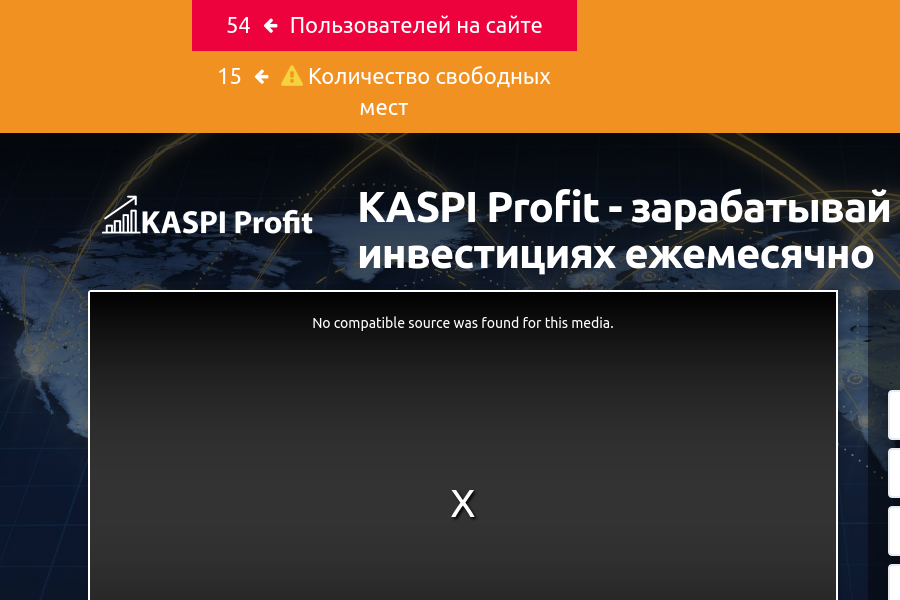 54 ← Пользователей на сайте
15 ← ⚠ Количество свободных
мест
KASPI Profit
KASPI Profit - зарабатывай
инвестициях ежемесячно
No compatible source was found for this media.
X